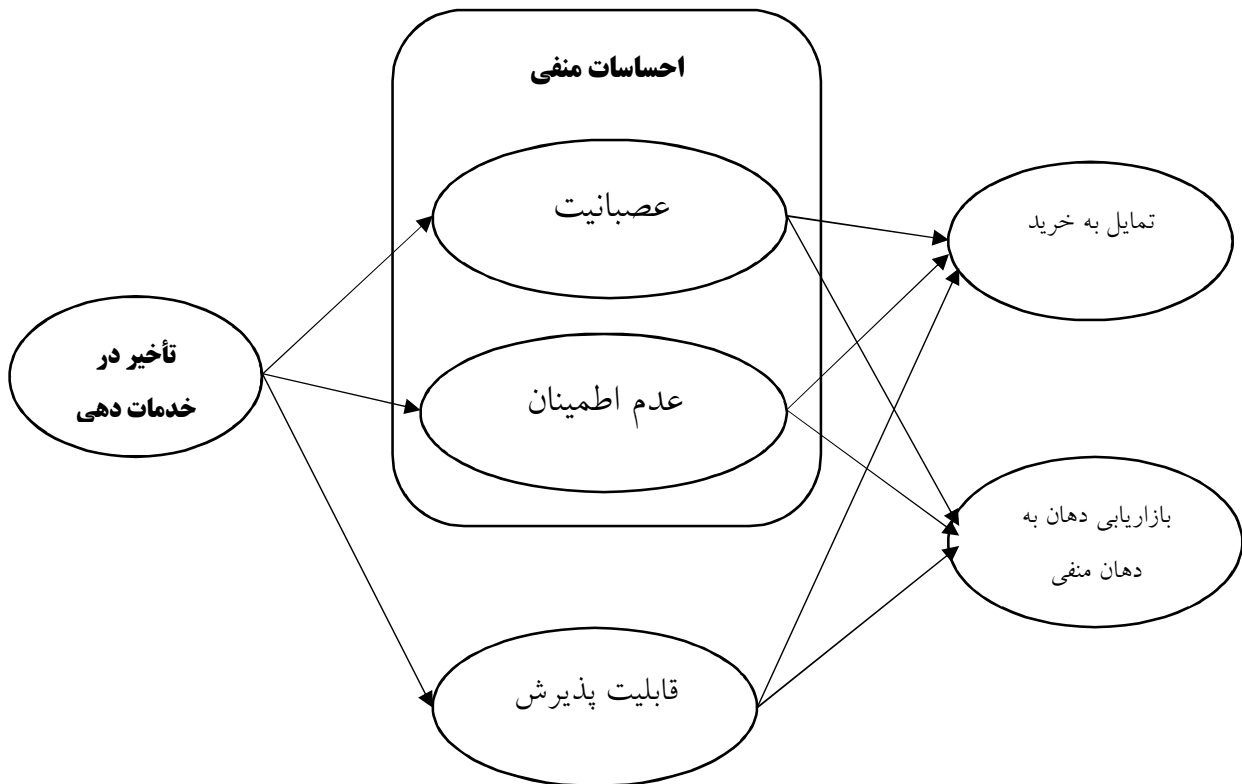 احساسات منفی
عصبانیت
تمایل به خرید
تأخیر در
خدمات دهی
عدم اطمینان
بازاریابی دهان به
دهان منفی
قابلیت پذیرش